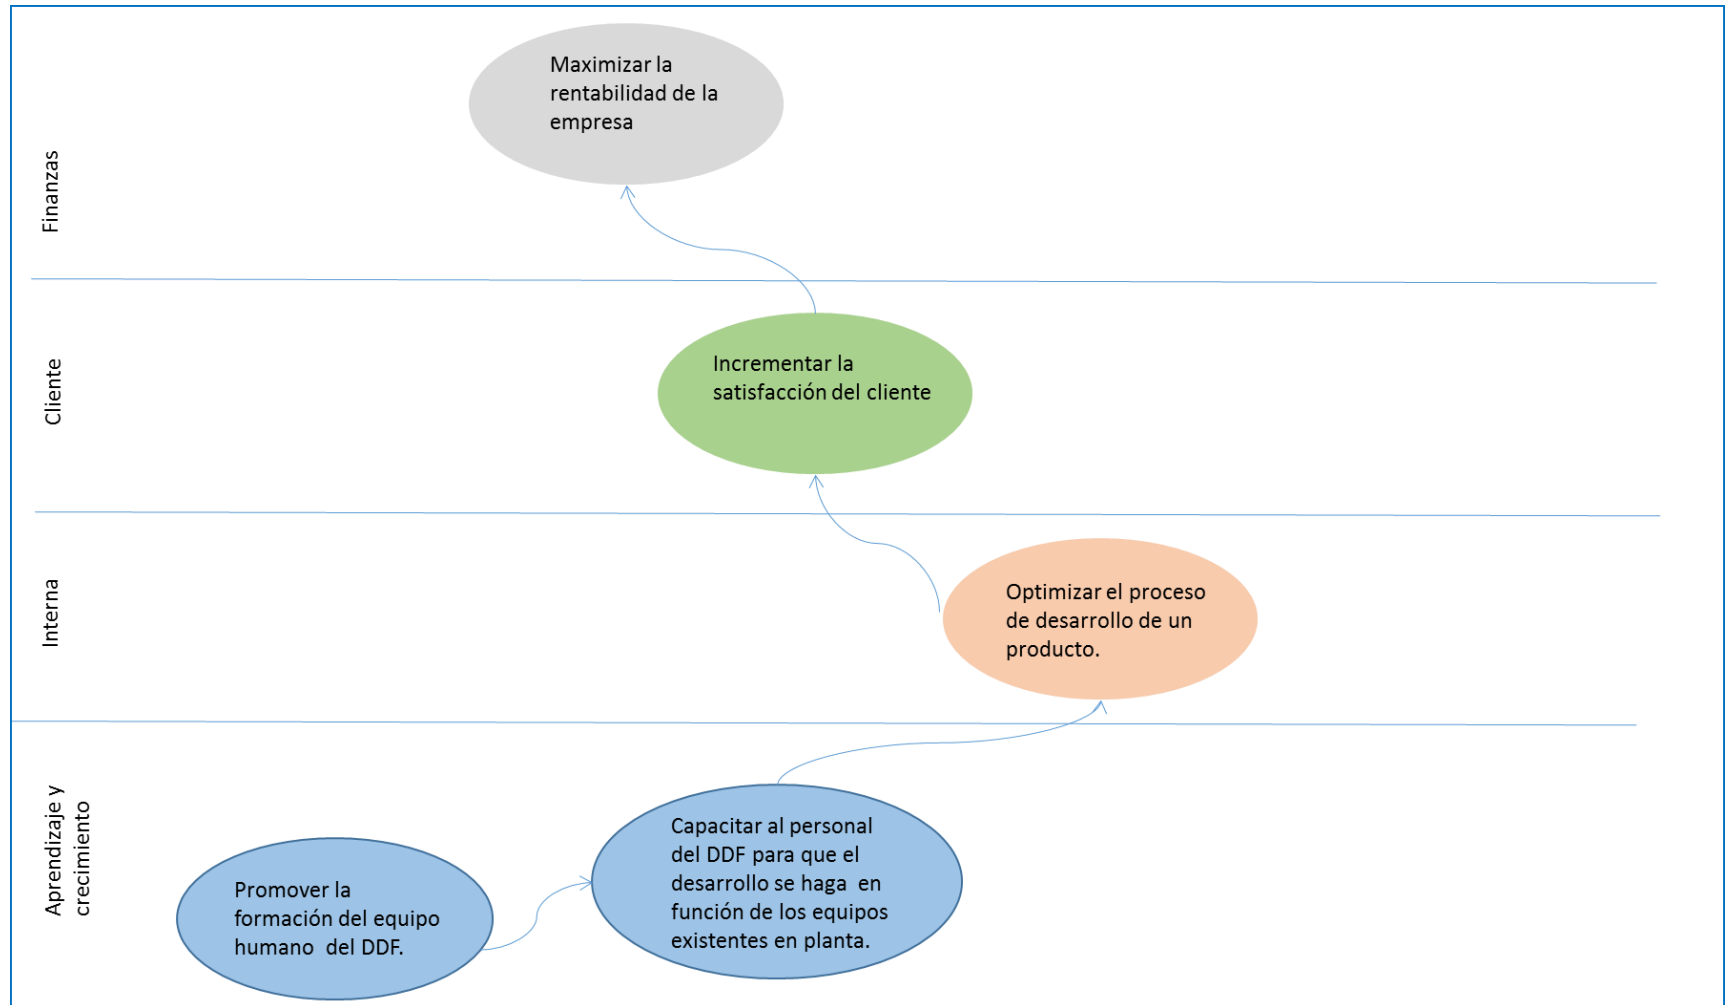 Finanzas
Maximizar la
rentabilidad de la
empresa
Cliente
Incrementar la
satisfacción del cliente
Interna
Optimizar el proceso
de desarrollo de un
producto.
Aprendizaje y
crecimiento
Promover la
formación del equipo
humano del DDF.
Capacitar al personal
del DDF para que el
desarrollo se haga en
función de los equipos
existentes en planta.